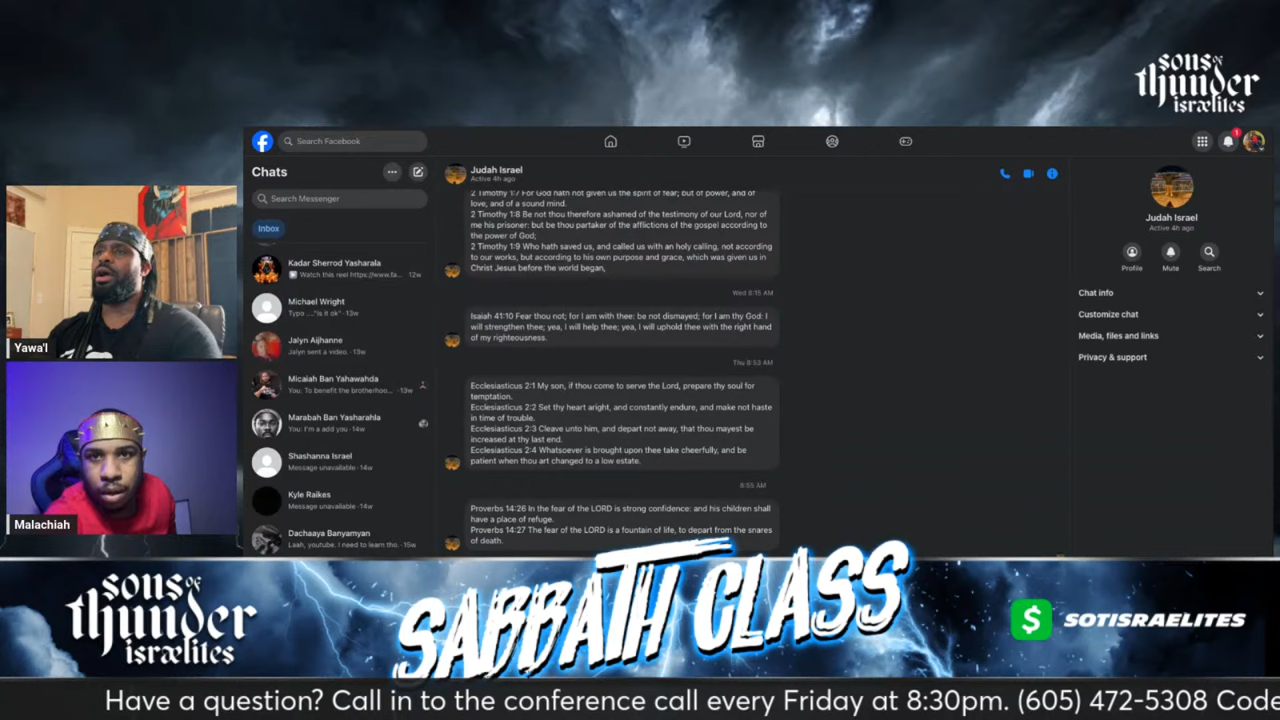 sons of
thunder
israelites
Search Facebook
1
Chats
Search Messenger
Inbox
Kadar Sherrod Yasharala
Watch this reel https://www.fa... 12w
Michael Wright
Typo ...."is it ok" · 13w
Jalyn Aijhanne
Jalyn sent a video. · 13w
Micaiah Ban Yahawahda
You: To benefit the brotherhoo... · 13w
Marabah Ban Yasharahla
You: I'm a add you · 14w
Shashanna Israel
Message unavailable · 14w
Kyle Raikes
Message unavailable · 14w
Dachaaya Banyamyan
Laah, youtube. I need to learn tho. · 15w
Judah Israel
Active 4h ago
2 Timothy 1:7 For God hath not given us the spirit of fear; but of power, and of
love, and of a sound mind.
2 Timothy 1:8 Be not thou therefore ashamed of the testimony of our Lord, nor of
me his prisoner: but be thou partaker of the afflictions of the gospel according to
the power of God;
2 Timothy 1:9 Who hath saved us, and called us with an holy calling, not according
to our works, but according to his own purpose and grace, which was given us in
Christ Jesus before the world began,
Wed 8:15 AM
Isaiah 41:10 Fear thou not; for I am with thee: be not dismayed; for I am thy God: I
will strengthen thee; yea, I will help thee; yea, I will uphold thee with the right hand
of my righteousness.
Thu 8:53 AM
Ecclesiasticus 2:1 My son, if thou come to serve the Lord, prepare thy soul for
temptation.
Ecclesiasticus 2:2 Set thy heart aright, and constantly endure, and make not haste
in time of trouble.
Ecclesiasticus 2:3 Cleave unto him, and depart not away, that thou mayest be
increased at thy last end.
Ecclesiasticus 2:4 Whatsoever is brought upon thee take cheerfully, and be
patient when thou art changed to a low estate.
8:55 AM
Proverbs 14:26 In the fear of the LORD is strong confidence: and his children shall
have a place of refuge.
Proverbs 14:27 The fear of the LORD is a fountain of life, to depart from the snares
of death.
Judah Israel
Active 4h ago
Profile
Mute
Search
Chat info
Customize chat
Media, files and links
Privacy & support
Yawa'l
Malachiah
sons of
thunder
israelites
SABBATH CLASS
$ SOTISRAELITES
Have a question? Call in to the conference call every Friday at 8:30pm. (605) 472-5308 Code